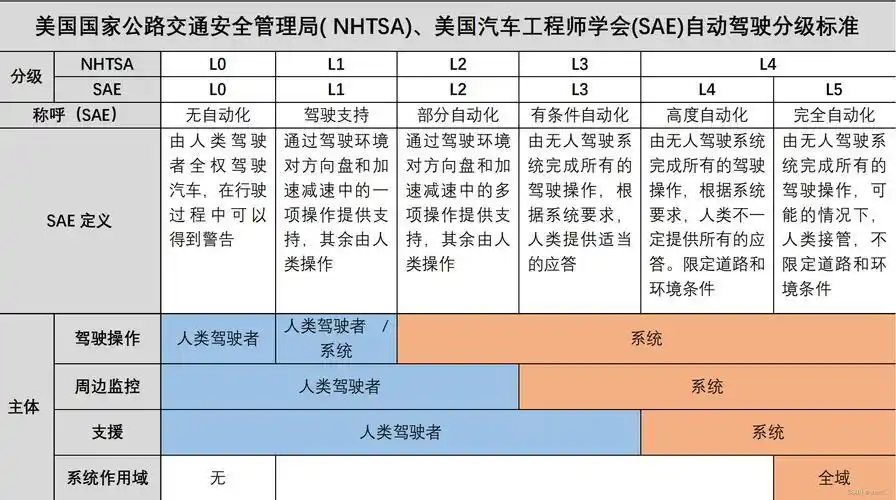 美国国家公路交通安全管理局( NHTSA)、美国汽车工程师学会(SAE)自动驾驶分级标准
分级 NHTSA L0 L1 L2 L3 L4
SAE L0 L1 L2 L3 L4 L5
称呼（SAE） 无自动化 驾驶支持 部分自动化 有条件自动化 高度自动化 完全自动化
SAE 定义
由人类驾驶
者全权驾驶
汽车，在行驶
过程中可以
得到警告
通过驾驶环境
对方向盘和加
速减速中的一
项操作提供支
持，其余由人
类操作
通过驾驶环境
对方向盘和加
速减速中的多
项操作提供支
持，其余由人
类操作
由无人驾驶系
统完成所有的
驾驶操作，根
据系统要求，
人类提供适当
的应答
由无人驾驶系统
完成所有的驾驶
操作，根据系统
要求，人类不一
定提供所有的应
答。限定道路和
环境条件
由无人驾驶系
统完成所有的
驾驶操作，可
能的情况下，
人类接管，不
限定道路和环
境条件
主体
驾驶操作 人类驾驶者 人类驾驶者 /
系统
系统
周边监控 人类驾驶者 系统
支援 人类驾驶者 系统
系统作用域 无 全域